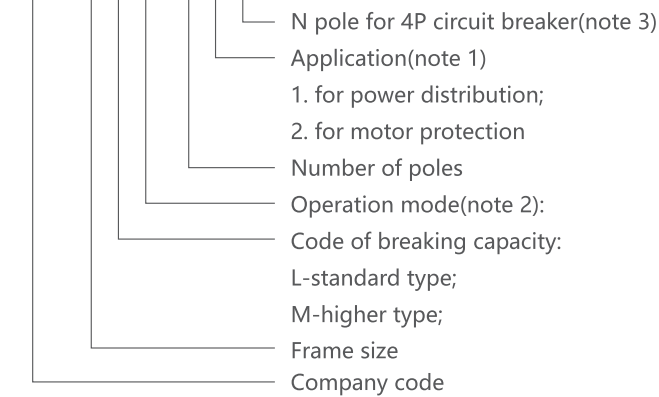 N pole for 4P circuit breaker(note 3)
Application(note 1)
1. for power distribution;
2. for motor protection
Number of poles
Operation mode(note 2):
Code of breaking capacity:
L-standard type;
M-higher type;
Frame size
Company code